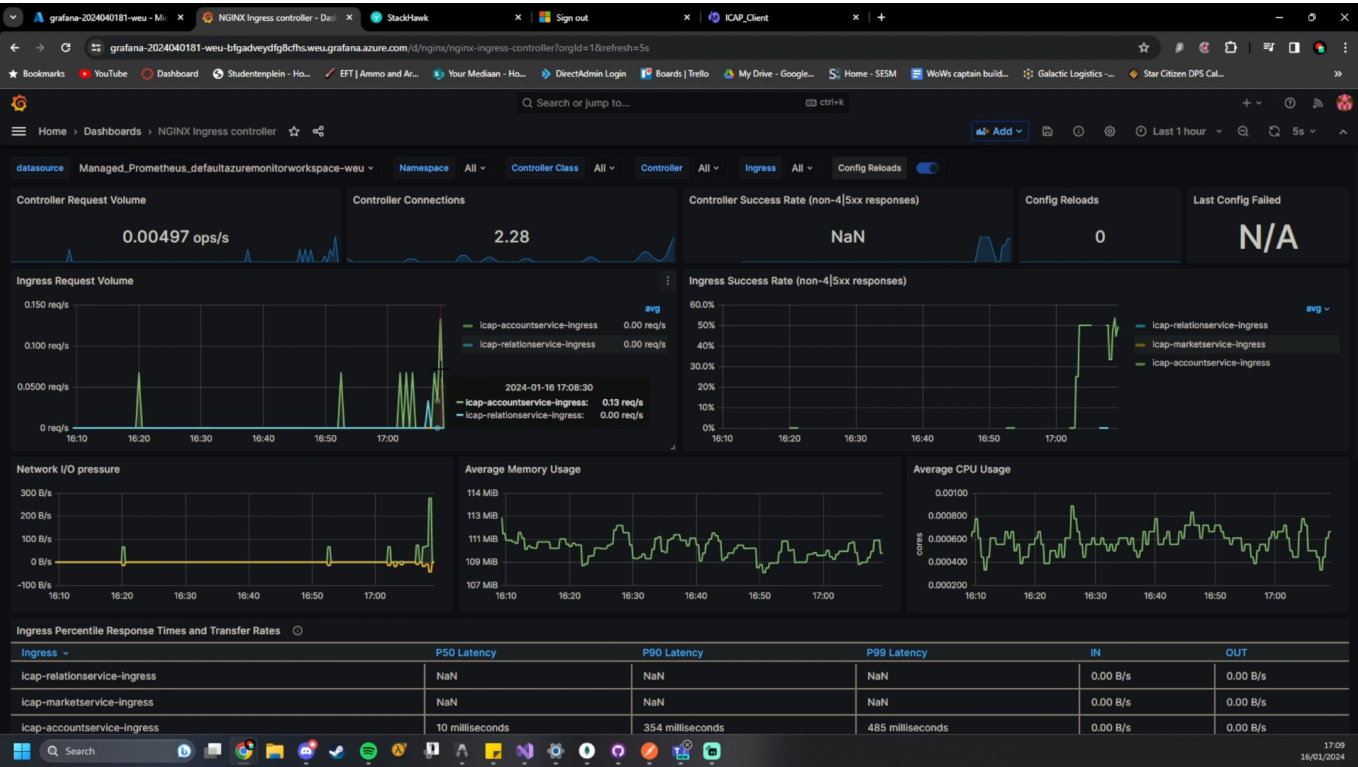 grafana-2024040181-weu - Mic
NGINX Ingress controller - Das
StackHawk
Sign out
ICAP_Client
grafana-2024040181-weu-bfgadveydfg8cfhs.weu.grafana.azure.com/d/nginx/nginx-ingress-controller?orgId=1&refresh=5s
Bookmarks YouTube Dashboard Studentenplein - Ho... EFT | Ammo and Ar... Your Mediaan - Ho... DirectAdmin Login Boards | Trello My Drive - Google... Home - SESM WoWs captain build... Galactic Logistics -... Star Citizen DPS Cal...
Search or jump to... ctrl+k
Home › Dashboards › NGINX Ingress controller
Add Last 1 hour 5s
datasource Managed_Prometheus_defaultazuremonitorworkspace-weu Namespace All Controller Class All Controller All Ingress All Config Reloads
Controller Request Volume
0.00497 ops/s
Controller Connections
2.28
Controller Success Rate (non-4|5xx responses)
NaN
Config Reloads
0
Last Config Failed
N/A
Ingress Request Volume
0.150 req/s
0.100 req/s
0.0500 req/s
0 req/s
16:10 16:20 16:30 16:40 16:50 17:00
avg
icap-accountservice-ingress 0.00 req/s
icap-relationservice-ingress 0.00 req/s
2024-01-16 17:08:30
icap-accountservice-ingress: 0.13 req/s
icap-relationservice-ingress: 0.00 req/s
Ingress Success Rate (non-4|5xx responses)
60.0%
50%
40%
30.0%
20%
10%
0%
16:10 16:20 16:30 16:40 16:50 17:00
avg
icap-relationservice-ingress
icap-marketservice-ingress
icap-accountservice-ingress
Network I/O pressure
300 B/s
200 B/s
100 B/s
0 B/s
-100 B/s
16:10 16:20 16:30 16:40 16:50 17:00
Average Memory Usage
114 MiB
113 MiB
111 MiB
109 MiB
107 MiB
16:10 16:20 16:30 16:40 16:50 17:00
Average CPU Usage
cores
0.00100
0.000800
0.000600
0.000400
0.000200
16:10 16:20 16:30 16:40 16:50 17:00
Ingress Percentile Response Times and Transfer Rates
Ingress P50 Latency P90 Latency P99 Latency IN OUT
icap-relationservice-ingress NaN NaN NaN 0.00 B/s 0.00 B/s
icap-marketservice-ingress NaN NaN NaN 0.00 B/s 0.00 B/s
icap-accountservice-ingress 10 milliseconds 354 milliseconds 485 milliseconds 0.00 B/s 0.00 B/s
Search
17:09
16/01/2024